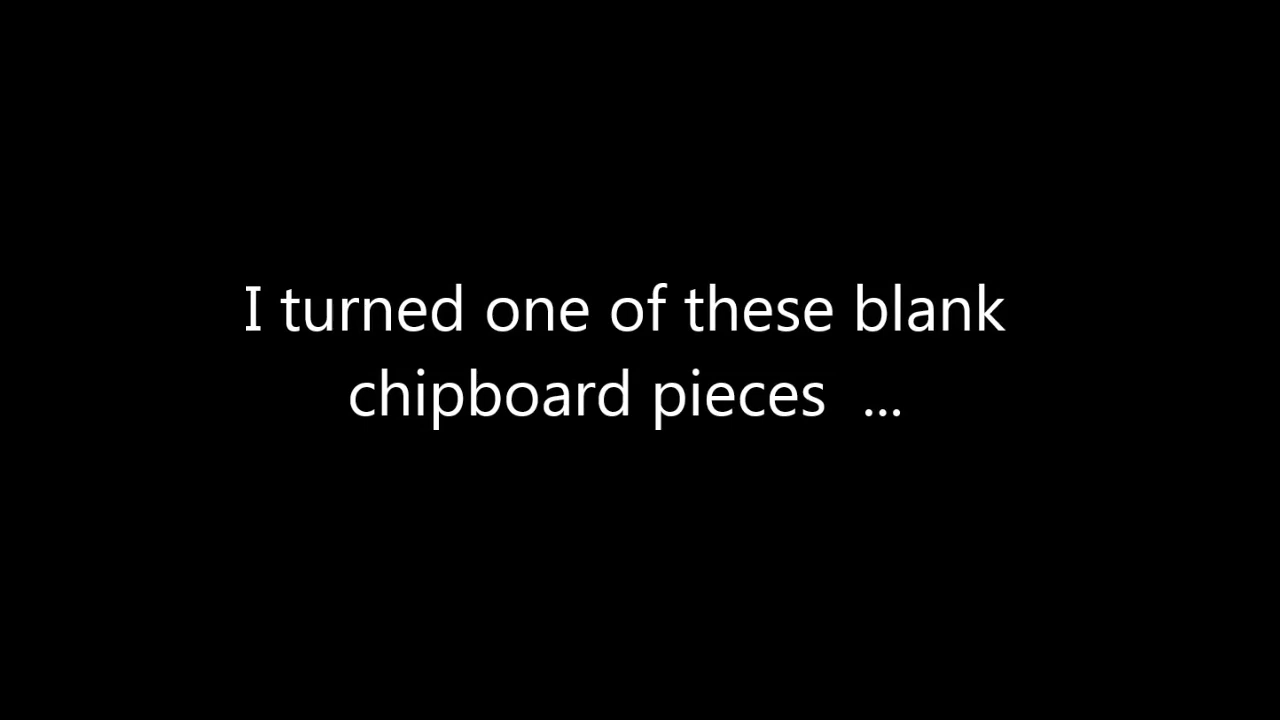 I turned one of these blank
chipboard pieces  ...